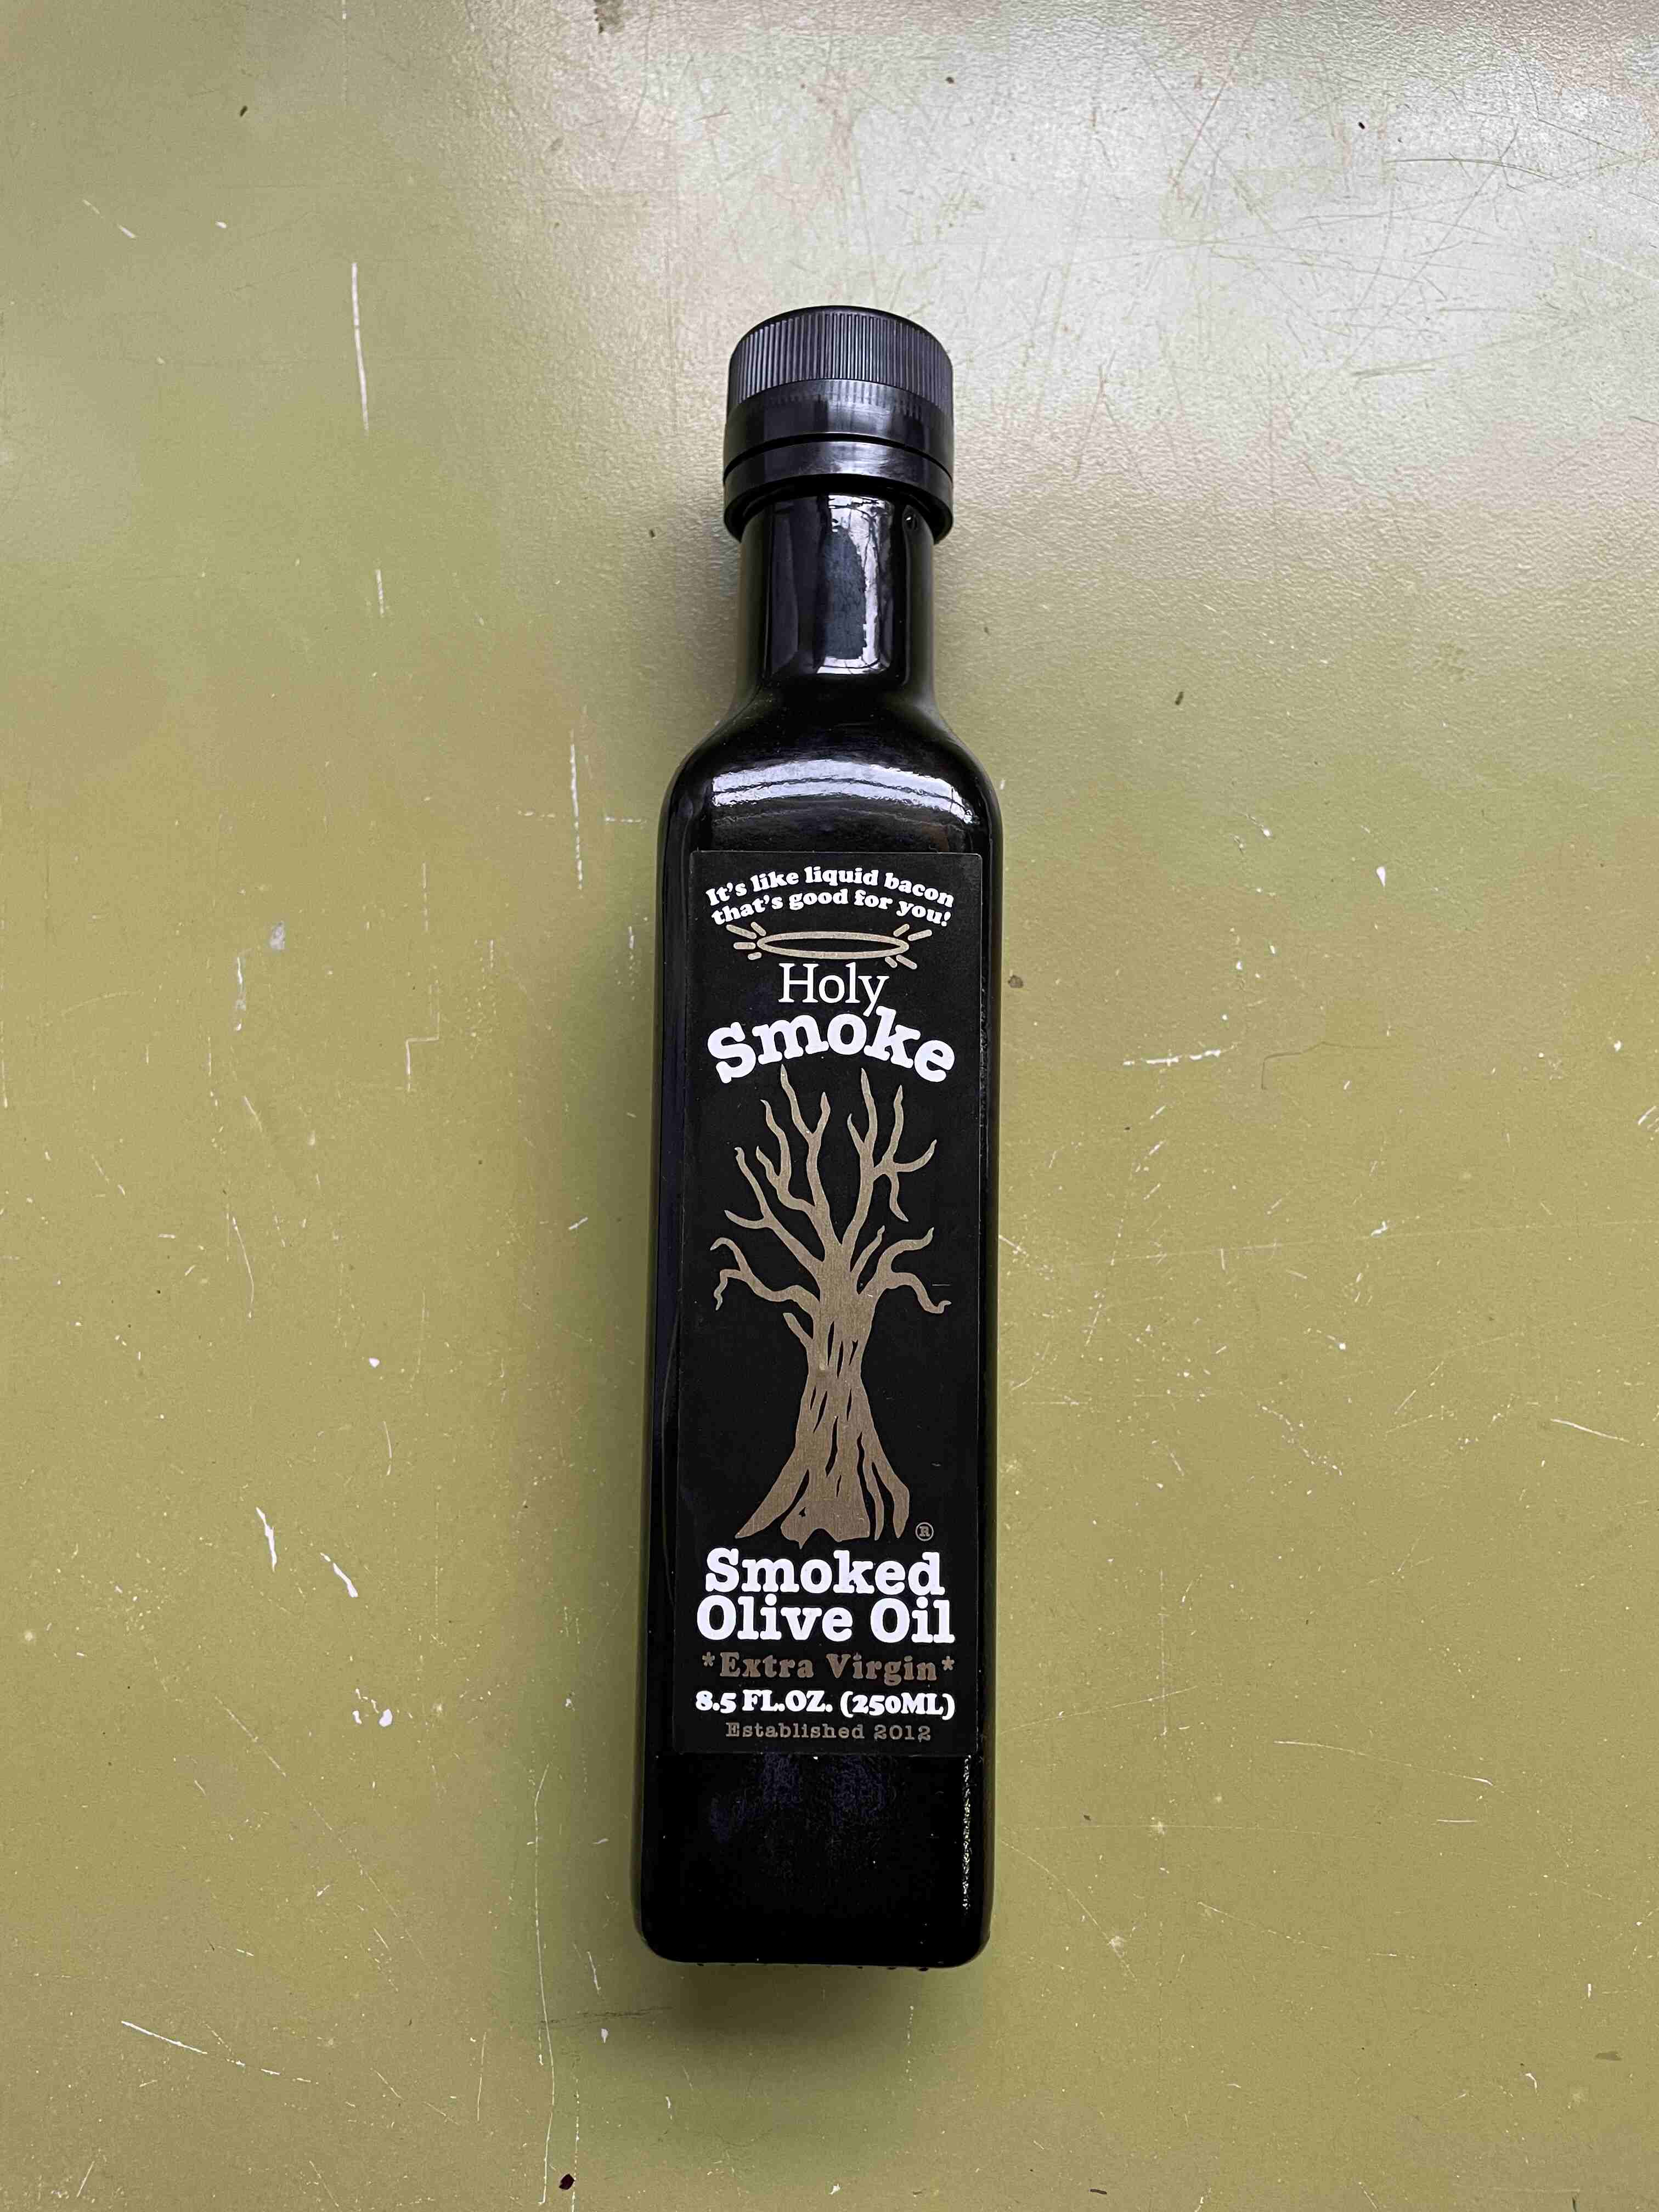 It's like liquid bacon
that's good for you!
Holy
Smoke
®
Smoked
Olive Oil
*Extra Virgin*
8.5 FL.OZ. (250ML)
Established 2012